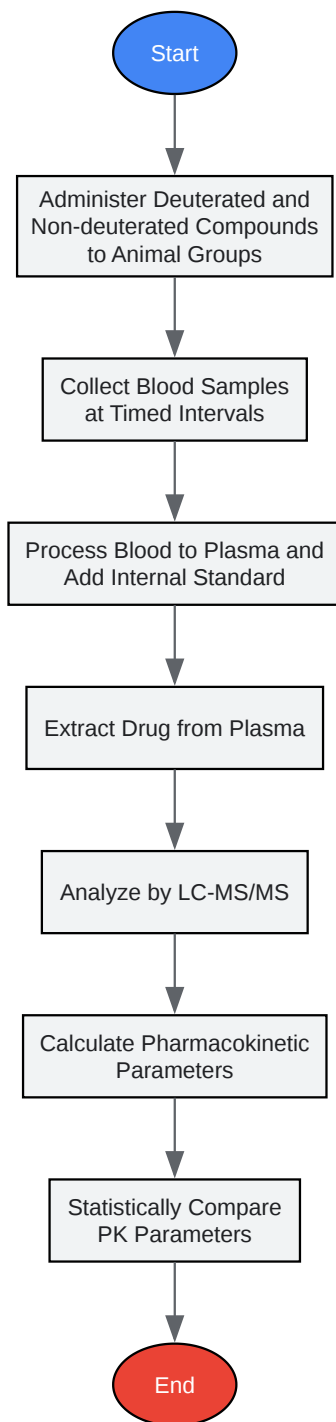 Start
Administer Deuterated and
Non-deuterated Compounds
to Animal Groups
Collect Blood Samples
at Timed Intervals
Process Blood to Plasma and
Add Internal Standard
Extract Drug from Plasma
Analyze by LC-MS/MS
Calculate Pharmacokinetic
Parameters
Statistically Compare
PK Parameters
End